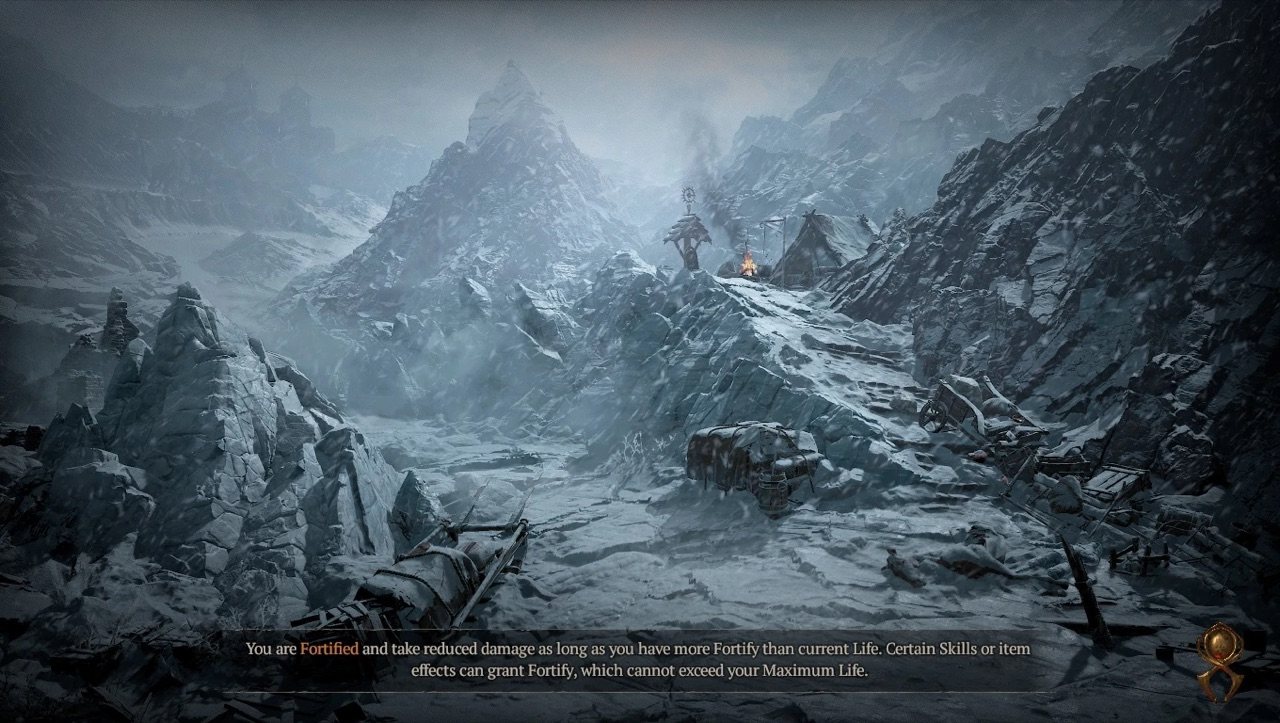 You are Fortified and take reduced damage as long as you have more Fortify than current Life. Certain Skills or item
effects can grant Fortify, which cannot exceed your Maximum Life.